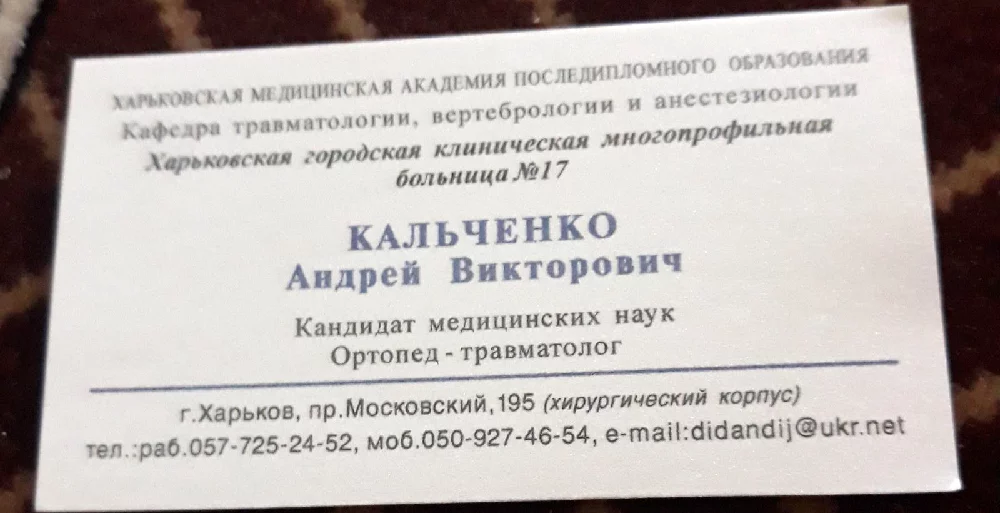 ХАРЬКОВСКАЯ МЕДИЦИНСКАЯ АКАДЕМИЯ ПОСЛЕДИПЛОМНОГО ОБРАЗОВАНИЯ
Кафедра травматологии, вертебрологии и анестезиологии
Харьковская городская клиническая многопрофильная
больница №17
КАЛЬЧЕНКО
Андрей Викторович
Кандидат медицинских наук
Ортопед - травматолог
г.Харьков, пр.Московский,195 (хирургический корпус)
тел.:раб.057-725-24-52, моб.050-927-46-54, e-mail:didandij@ukr.net